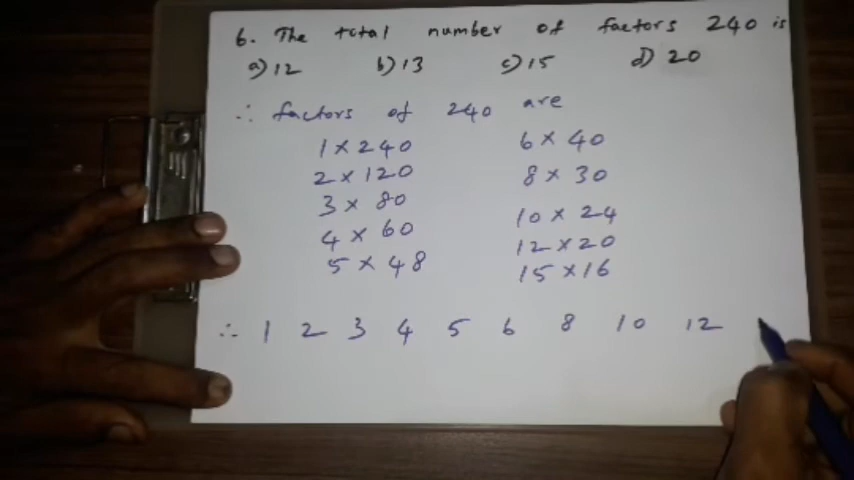 6. The total number of factors 240 is
a) 12 b) 13 c) 15 d) 20
∴ factors of 240 are
1 × 240
2 × 120
3 × 80
4 × 60
5 × 48
6 × 40
8 × 30
10 × 24
12 × 20
15 × 16
∴ 1 2 3 4 5 6 8 10 12